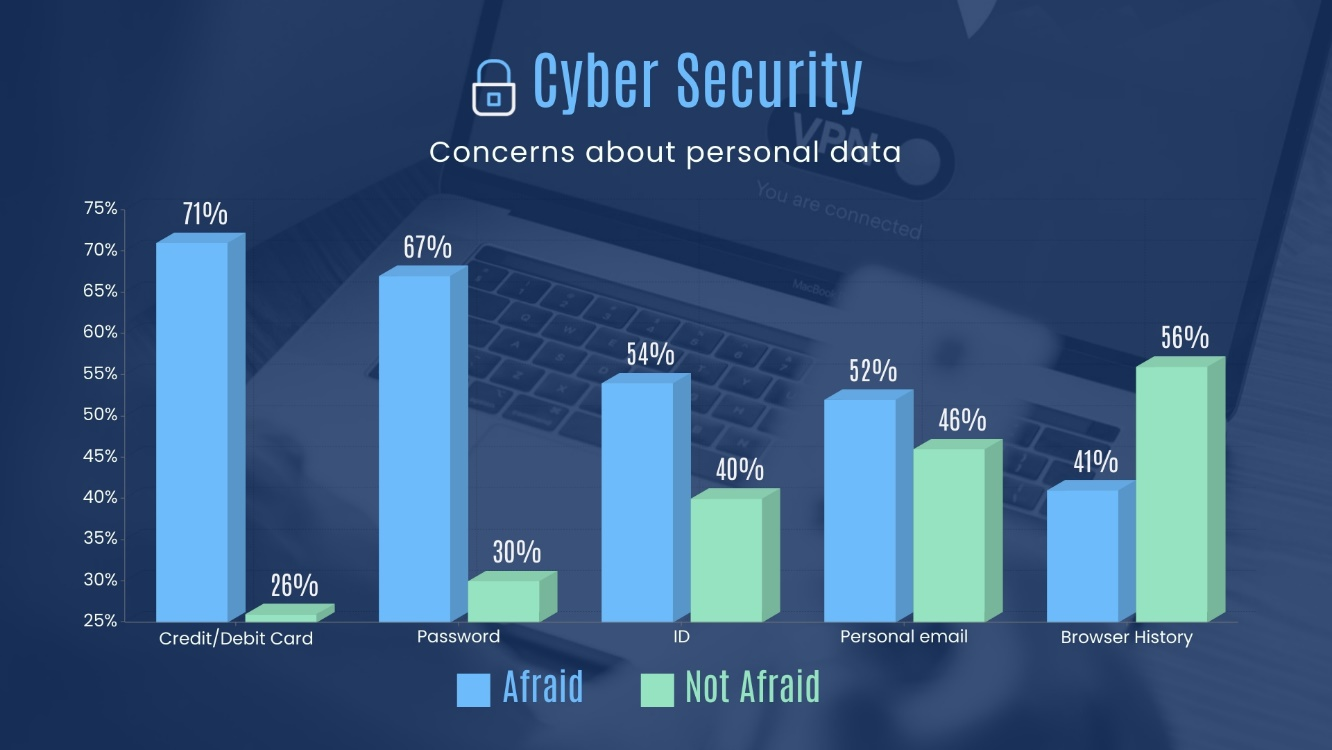 Cyber Security
Concerns about personal data
VPN
You are connected
MacBook
75%
70%
65%
60%
55%
50%
45%
40%
35%
30%
25%
71%
26%
67%
30%
54%
40%
52%
46%
41%
56%
Credit/Debit Card
Password
ID
Personal email
Browser History
Afraid
Not Afraid